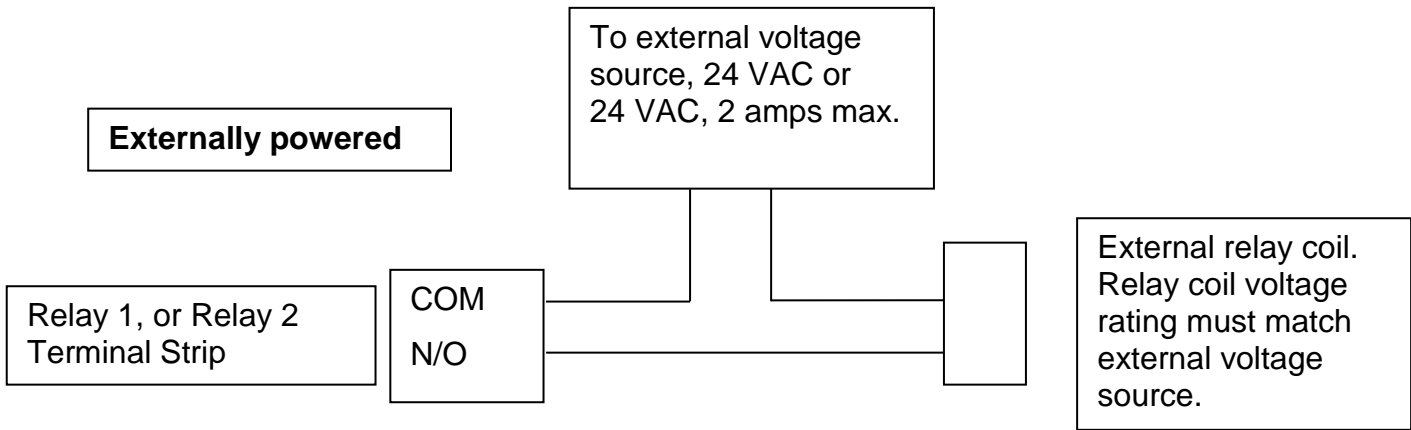 To external voltage
source, 24 VAC or
24 VAC, 2 amps max.
Externally powered
Relay 1, or Relay 2
Terminal Strip
COM
N/O
External relay coil.
Relay coil voltage
rating must match
external voltage
source.